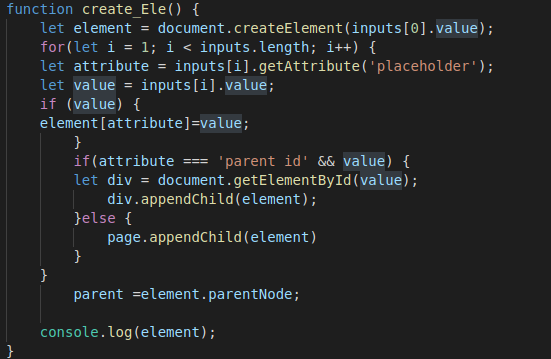 function create_Ele() {
let element = document.createElement(inputs[0].value);
for(let i = 1; i < inputs.length; i++) {
let attribute = inputs[i].getAttribute('placeholder');
let value = inputs[i].value;
if (value) {
element[attribute]=value;
}
if(attribute === 'parent id' && value) {
let div = document.getElementById(value);
div.appendChild(element);
}else {
page.appendChild(element)
}
}
parent =element.parentNode;
console.log(element);
}